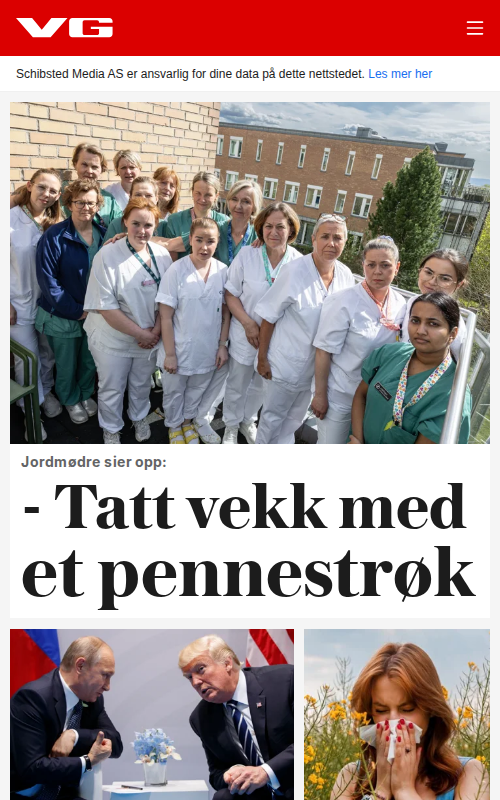 VG
Schibsted Media AS er ansvarlig for dine data på dette nettstedet. Les mer her
Jordmødre sier opp:
- Tatt vekk med
et pennestrøk